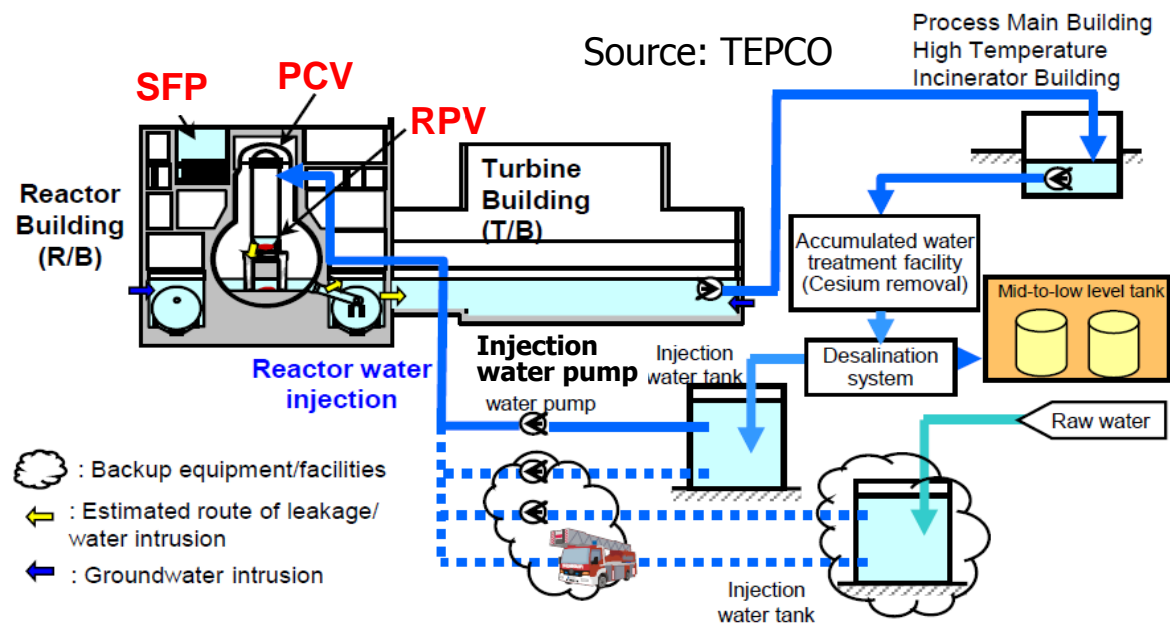 Source: TEPCO
Process Main Building
High Temperature
Incinerator Building
SFP
PCV
RPV
Reactor
Building
(R/B)
Turbine
Building
(T/B)
Accumulated water
treatment facility
(Cesium removal)
Mid-to-low level tank
Desalination
system
Injection
water tank
Injection
water pump
water pump
Reactor water
injection
Raw water
: Backup equipment/facilities
: Estimated route of leakage/
water intrusion
: Groundwater intrusion
Injection
water tank